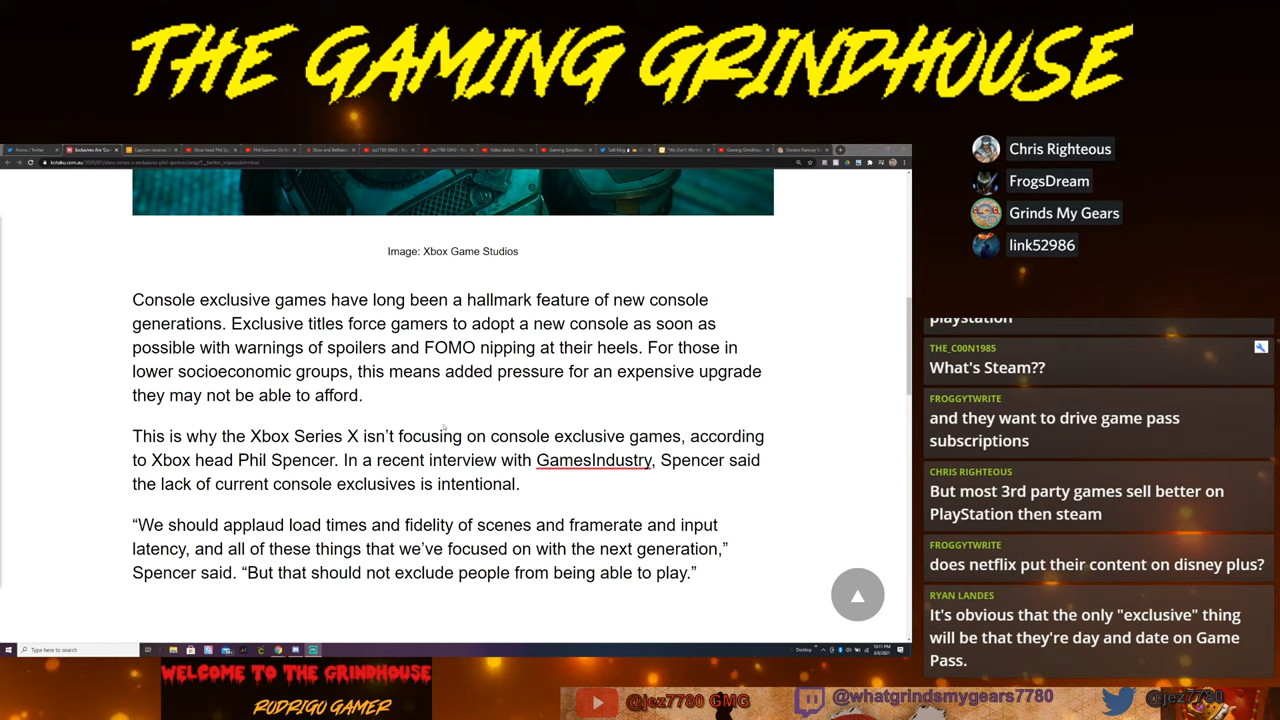 THE GAMING GRINDHOUSE
Image: Xbox Game Studios
Console exclusive games have long been a hallmark feature of new console
generations. Exclusive titles force gamers to adopt a new console as soon as
possible with warnings of spoilers and FOMO nipping at their heels. For those in
lower socioeconomic groups, this means added pressure for an expensive upgrade
they may not be able to afford.
This is why the Xbox Series X isn’t focusing on console exclusive games, according
to Xbox head Phil Spencer. In a recent interview with GamesIndustry, Spencer said
the lack of current console exclusives is intentional.
“We should applaud load times and fidelity of scenes and framerate and input
latency, and all of these things that we’ve focused on with the next generation,”
Spencer said. “But that should not exclude people from being able to play.”
Type here to search
Desktop
10:11 PM
Chris Righteous
FrogsDream
Grinds My Gears
link52986
playstation
THE_C00N1985
What's Steam??
FROGGYTWRITE
and they want to drive game pass
subscriptions
CHRIS RIGHTEOUS
But most 3rd party games sell better on
PlayStation then steam
FROGGYTWRITE
does netflix put their content on disney plus?
RYAN LANDES
It's obvious that the only "exclusive" thing
will be that they're day and date on Game
Pass.
WELCOME TO THE GRINDHOUSE
RODRIGO GAMER
@jez7780 GMG
@whatgrindsmygears7780
@jez7780